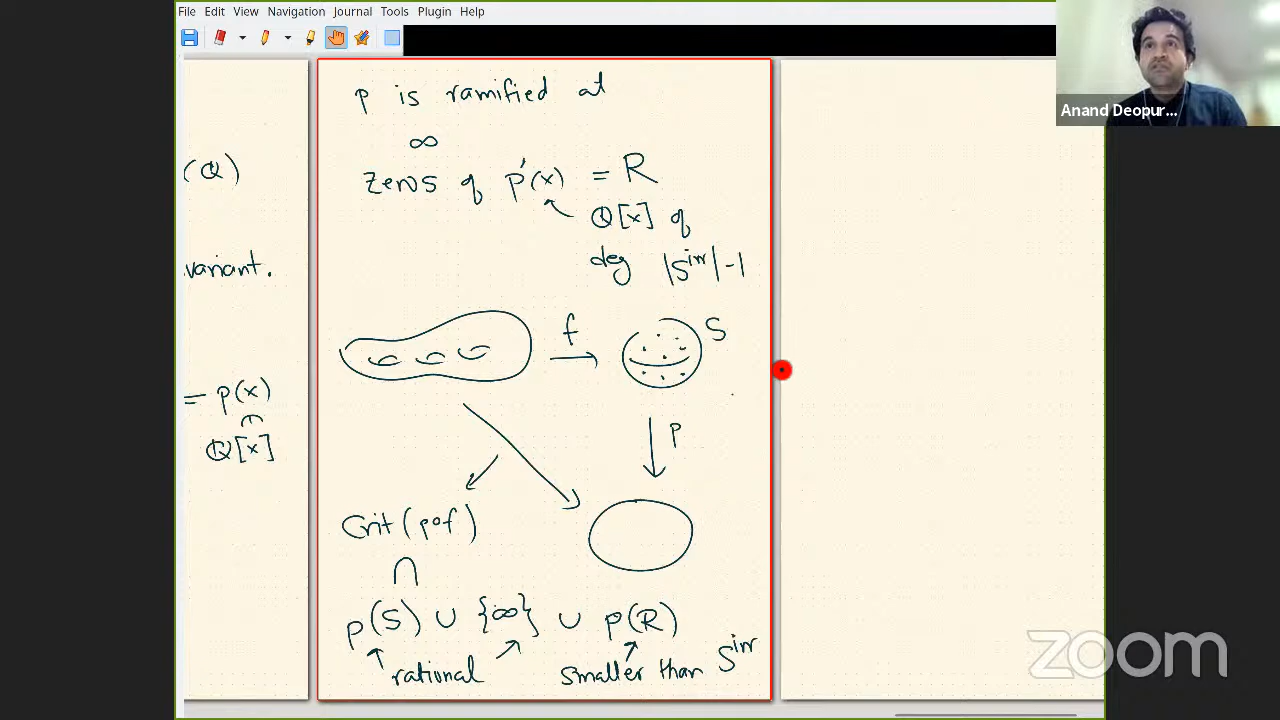 File Edit View Navigation Journal Tools Plugin Help
Anand Deopur...
(Q)
variant.
= p(x)
∩
Q[x]
p is ramified at
∞
zeros of p'(x) = R
Q[x] of
deg |S^irr|-1
f
S
p
Crit(p∘f)
∩
p(S) ∪ {∞} ∪ p(R)
rational
smaller than S^irr
zoom